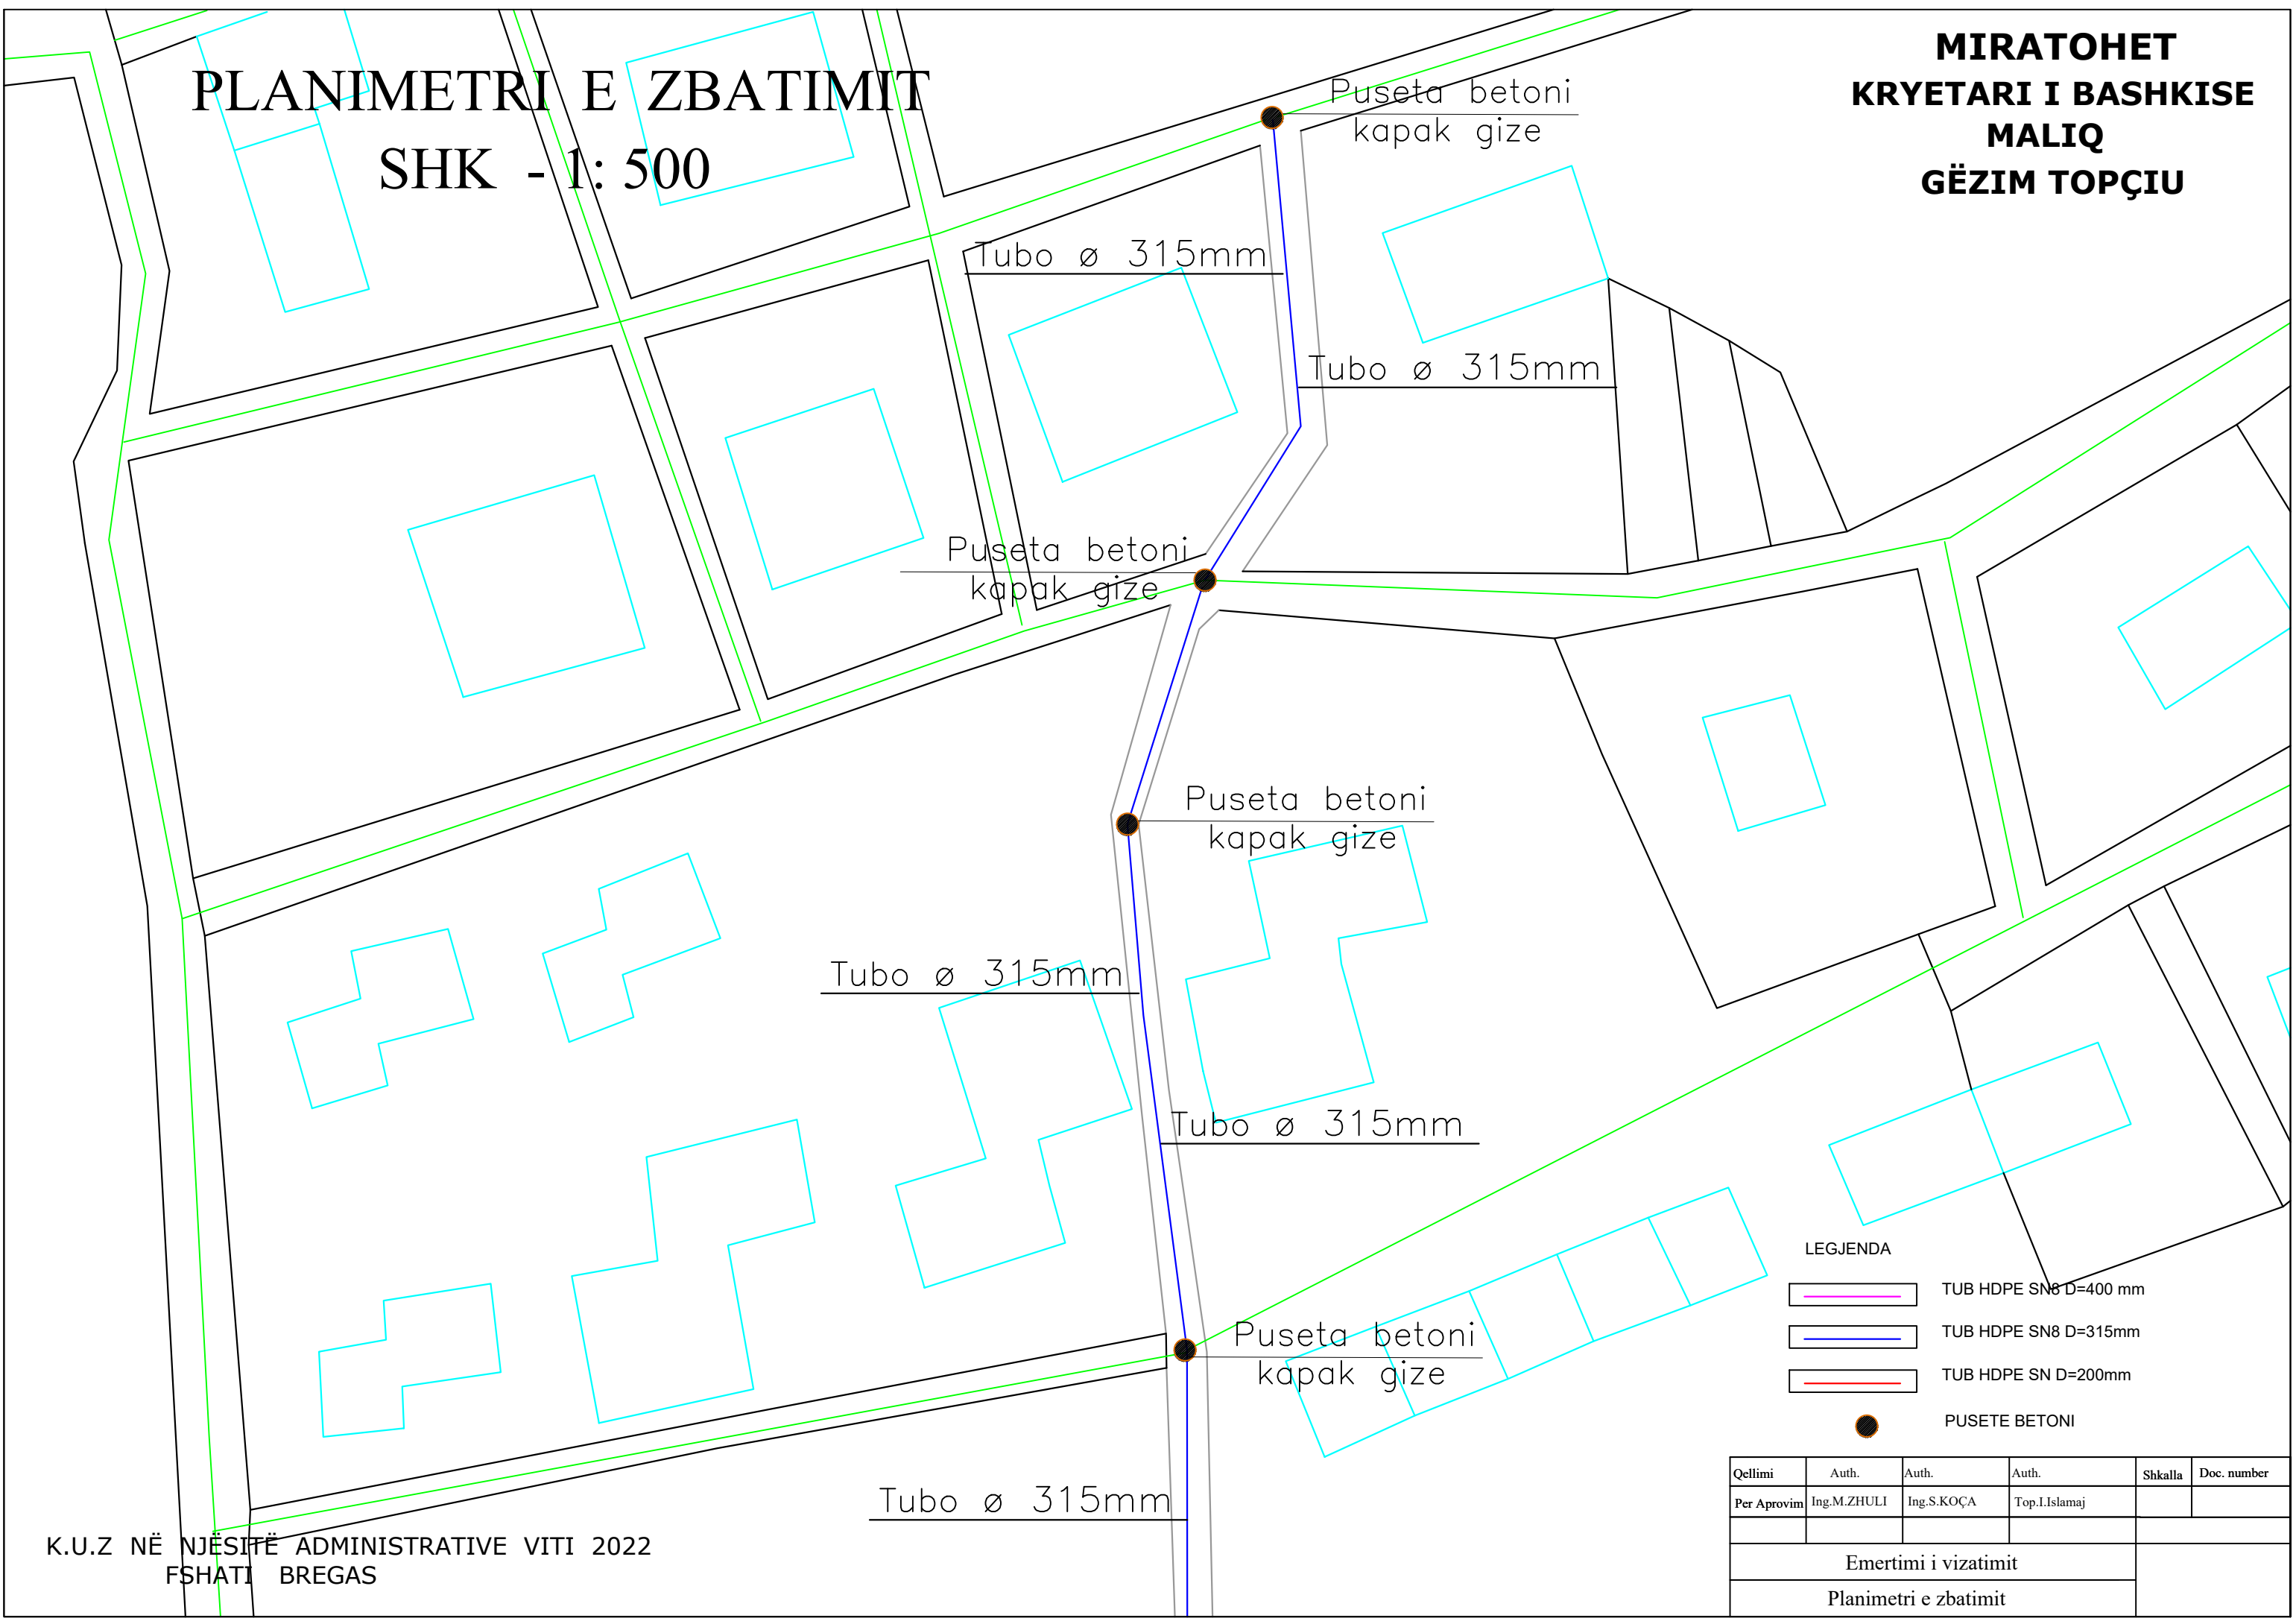 PLANIMETRI E ZBATIMIT
SHK - 1: 500
MIRATOHET
KRYETARI I BASHKISE
MALIQ
GËZIM TOPÇIU
Puseta betoni
kapak gize
Tubo ø 315mm
Tubo ø 315mm
Puseta betoni
kapak gize
Puseta betoni
kapak gize
Tubo ø 315mm
Tubo ø 315mm
Puseta betoni
kapak gize
Tubo ø 315mm
LEGJENDA
TUB HDPE SN8 D=400 mm
TUB HDPE SN8 D=315mm
TUB HDPE SN D=200mm
PUSETE BETONI
Qellimi Auth. Auth. Auth. Shkalla Doc. number
Per Aprovim Ing.M.ZHULI Ing.S.KOÇA Top.I.Islamaj
Emertimi i vizatimit
Planimetri e zbatimit
K.U.Z NË NJËSITË ADMINISTRATIVE VITI 2022
FSHATI BREGAS